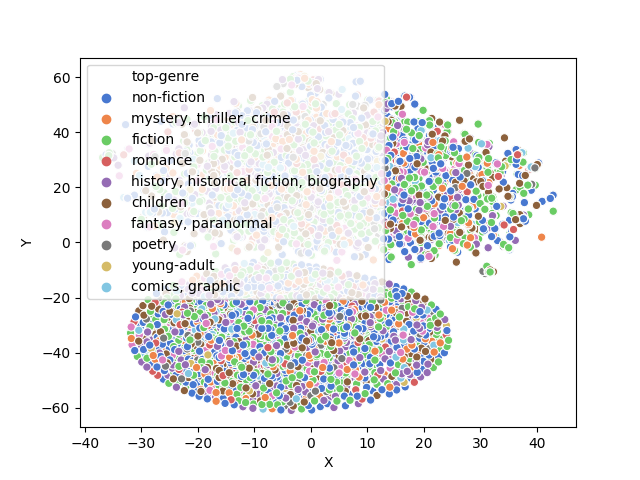 60
40
20
0
−20
−40
−60
Y
top-genre
non-fiction
mystery, thriller, crime
fiction
romance
history, historical fiction, biography
children
fantasy, paranormal
poetry
young-adult
comics, graphic
−40 −30 −20 −10 0 10 20 30 40
X